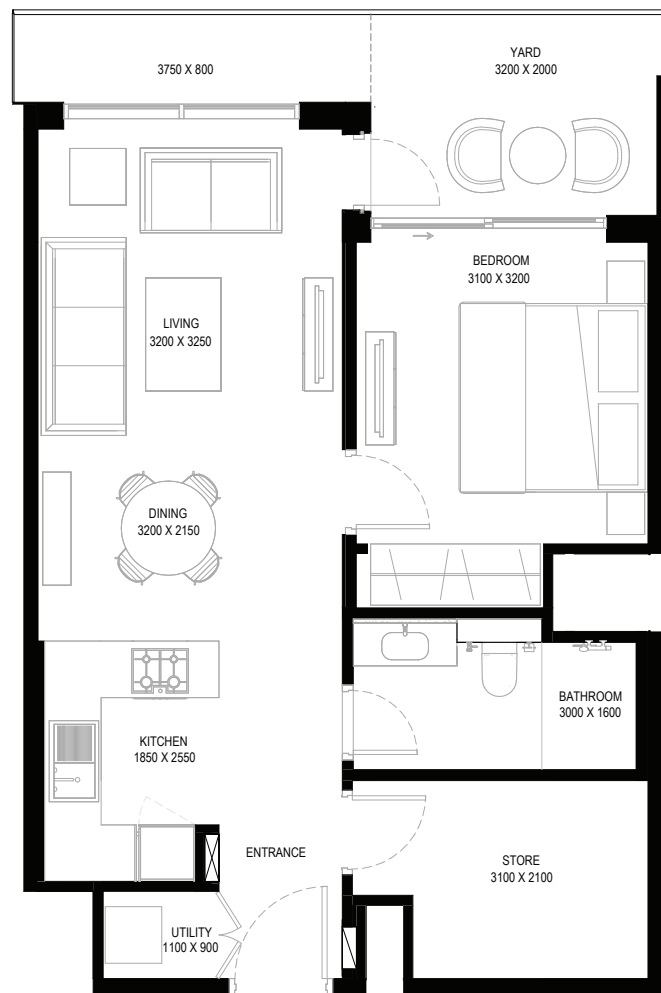 YARD
3200 X 2000
3750 X 800
BEDROOM
3100 X 3200
LIVING
3200 X 3250
DINING
3200 X 2150
BATHROOM
3000 X 1600
KITCHEN
1850 X 2550
ENTRANCE
STORE
3100 X 2100
UTILITY
1100 X 900